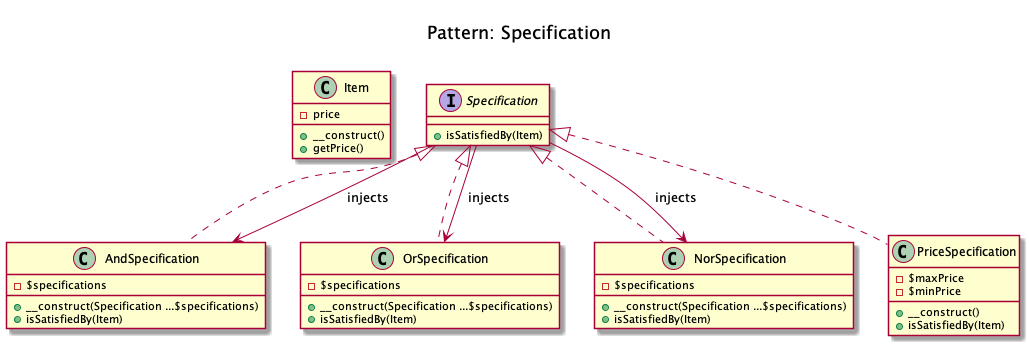 Pattern: Specification
C Item
price
__construct()
getPrice()
I Specification
isSatisfiedBy(Item)
injects
injects
injects
C AndSpecification
$specifications
__construct(Specification ...$specifications)
isSatisfiedBy(Item)
C OrSpecification
$specifications
__construct(Specification ...$specifications)
isSatisfiedBy(Item)
C NorSpecification
$specifications
__construct(Specification ...$specifications)
isSatisfiedBy(Item)
C PriceSpecification
$maxPrice
$minPrice
__construct()
isSatisfiedBy(Item)